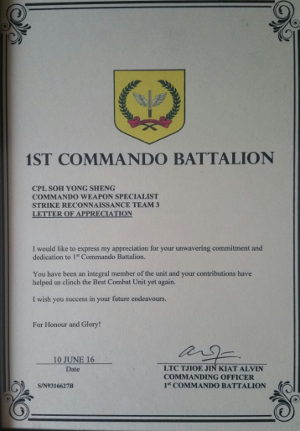 1ST COMMANDO BATTALION
CPL SOH YONG SHENG
COMMANDO WEAPON SPECIALIST
STRIKE RECONNAISSANCE TEAM 3
LETTER OF APPRECIATION
I would like to express my appreciation for your unwavering commitment and
dedication to 1st Commando Battalion.
You have been an integral member of the unit and your contributions have
helped us clinch the Best Combat Unit yet again.
I wish you success in your future endeavours.
For Honour and Glory!
10 JUNE 16
Date
LTC TJHOE JIN KIAT ALVIN
COMMANDING OFFICER
1st COMMANDO BATTALION
S/N9316627B